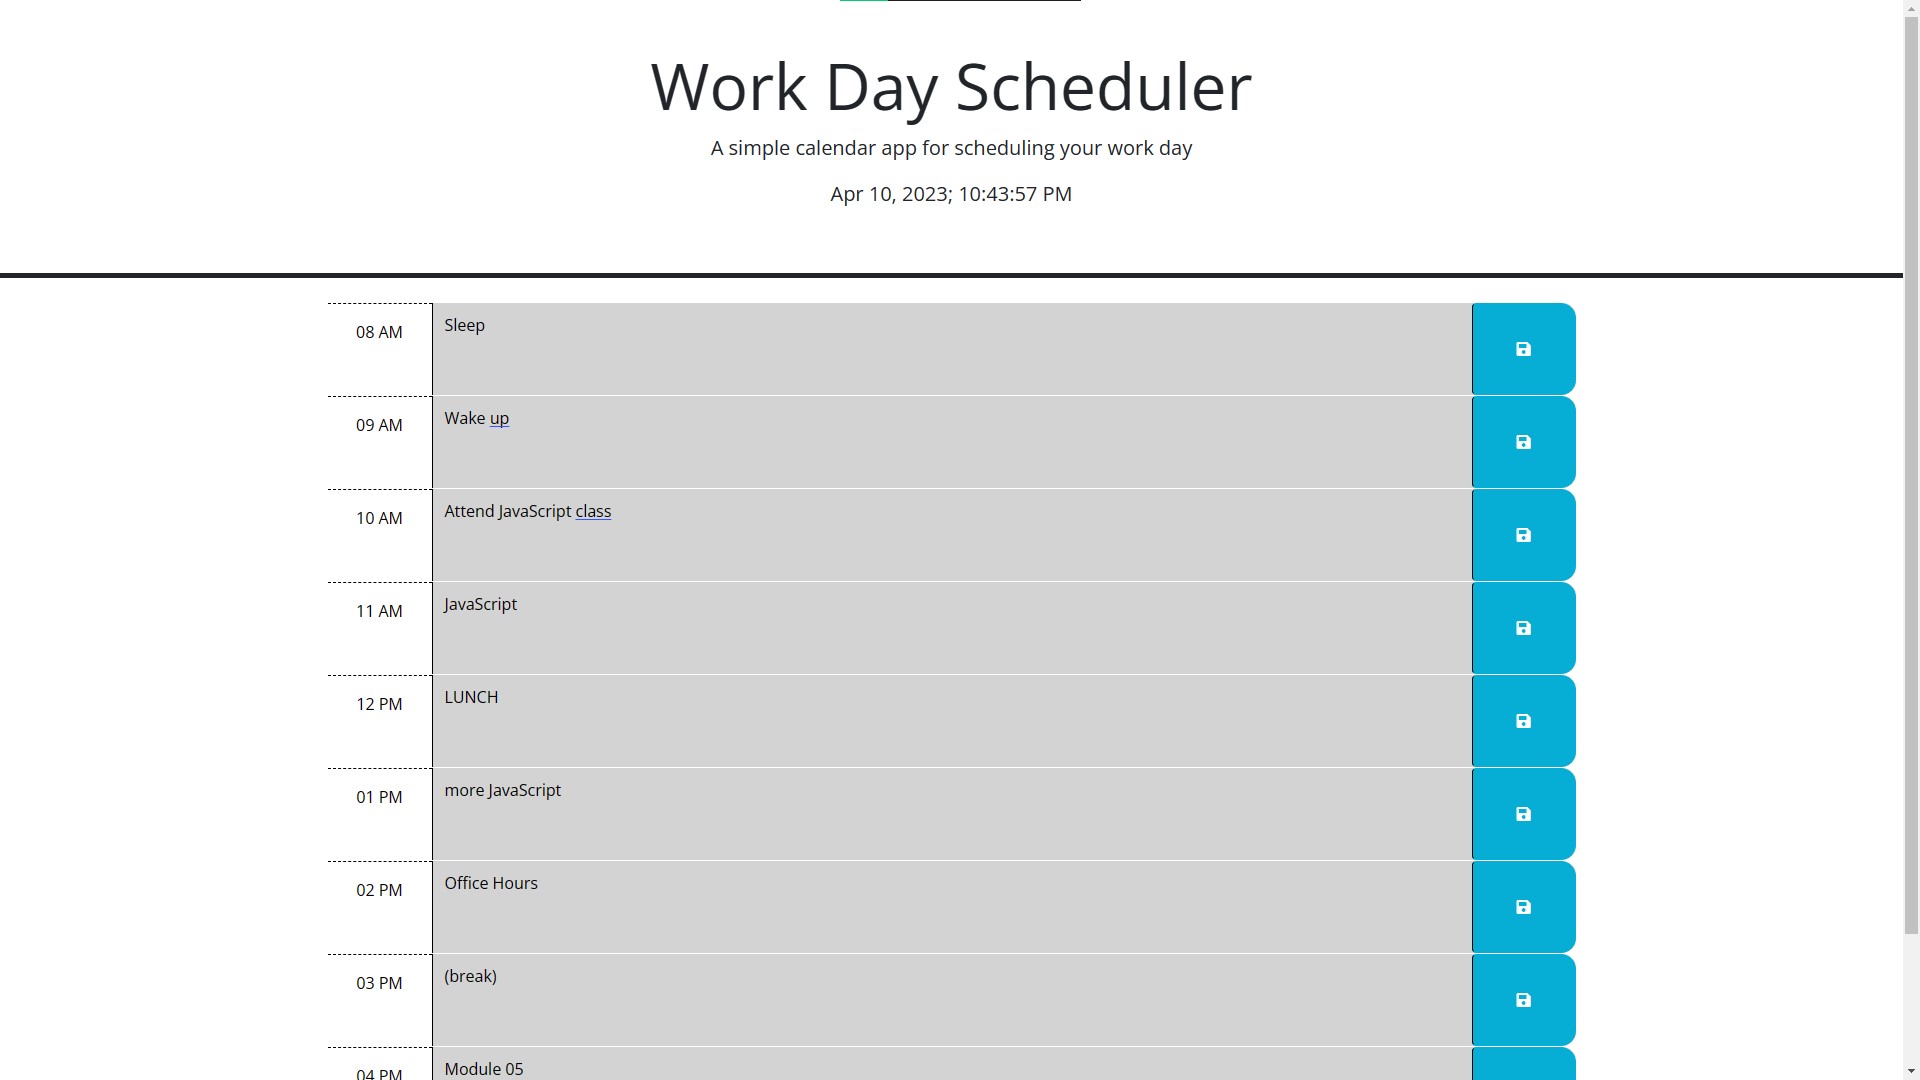 Work Day Scheduler
A simple calendar app for scheduling your work day
Apr 10, 2023; 10:43:57 PM
08 AM Sleep
09 AM Wake up
10 AM Attend JavaScript class
11 AM JavaScript
12 PM LUNCH
01 PM more JavaScript
02 PM Office Hours
03 PM (break)
04 PM Module 05